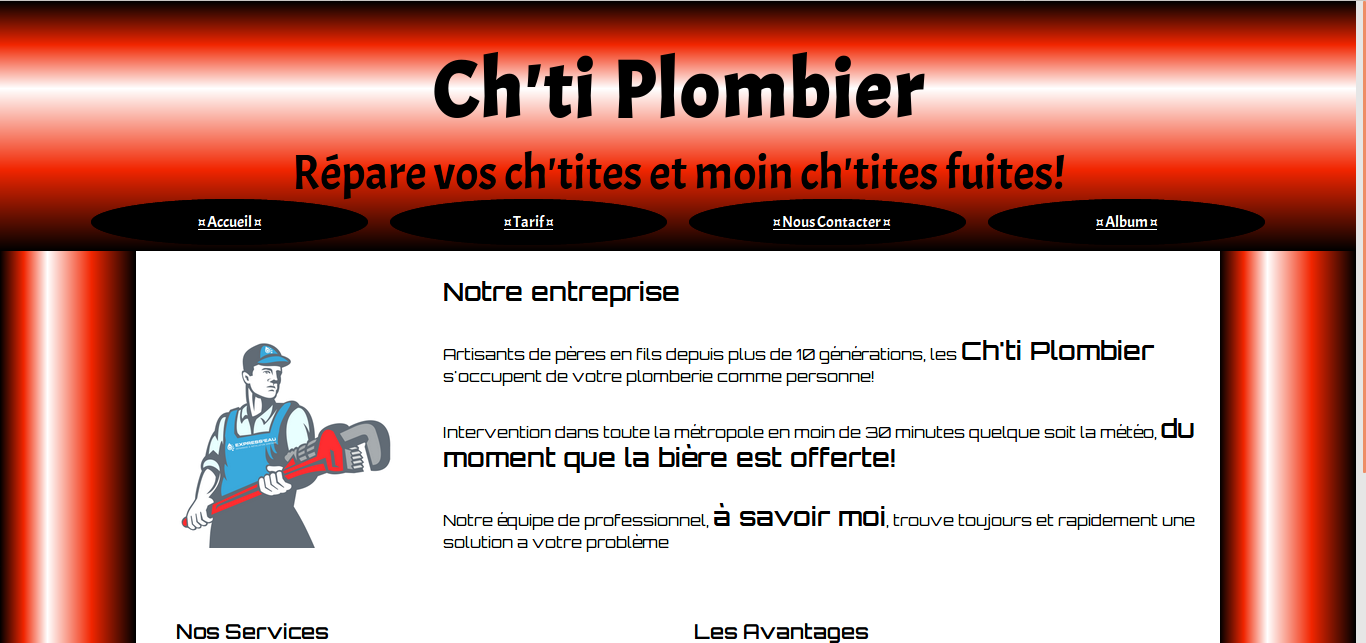 Ch'ti Plombier
Répare vos ch'tites et moin ch'tites fuites!
¤ Accueil ¤
¤ Tarif ¤
¤ Nous Contacter ¤
¤ Album ¤
Notre entreprise
Artisants de pères en fils depuis plus de 10 générations, les Ch'ti Plombier
s'occupent de votre plomberie comme personne!
Intervention dans toute la métropole en moin de 30 minutes quelque soit la météo, du
moment que la bière est offerte!
Notre équipe de professionnel, à savoir moi, trouve toujours et rapidement une
solution a votre problème
EXPRESS'EAU
Nos Services
Les Avantages